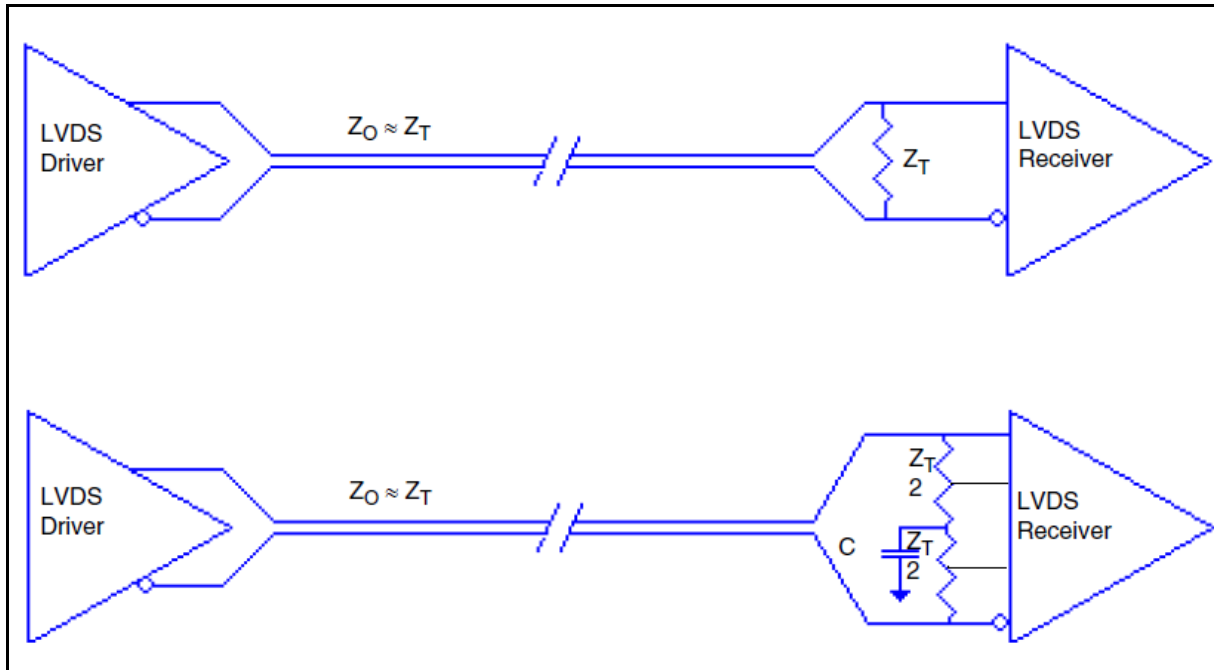 LVDS
Driver
Z_O ≈ Z_T
Z_T
LVDS
Receiver
LVDS
Driver
Z_O ≈ Z_T
C
Z_T
2
Z_T
2
LVDS
Receiver